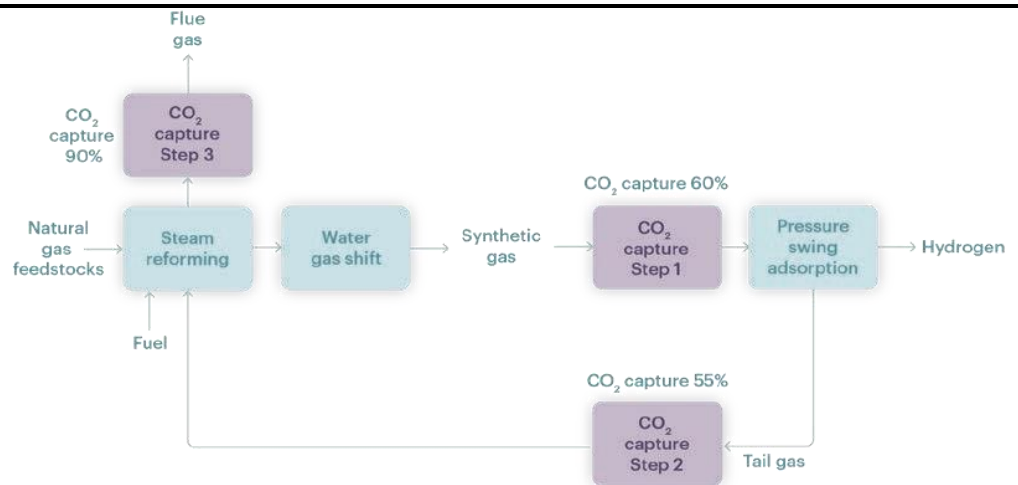 Flue
gas
CO₂
capture
90%
CO₂
capture
Step 3
CO₂ capture 60%
Natural
gas
feedstocks
Steam
reforming
Water
gas shift
Synthetic
gas
CO₂
capture
Step 1
Pressure
swing
adsorption
Hydrogen
Fuel
CO₂ capture 55%
CO₂
capture
Step 2
Tail gas